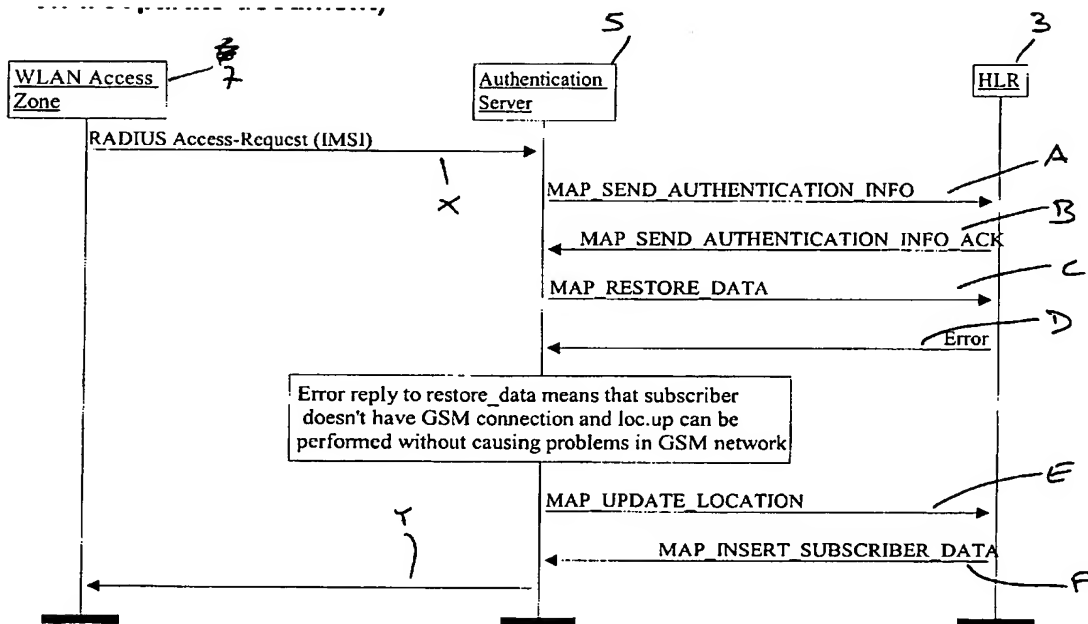 5
3
7
WLAN Access
Zone
Authentication
Server
HLR
RADIUS Access-Request (IMSI)
X
MAP_SEND_AUTHENTICATION_INFO
A
MAP_SEND_AUTHENTICATION_INFO_ACK
B
MAP_RESTORE_DATA
C
Error
D
Error reply to restore_data means that subscriber
doesn't have GSM connection and loc.up can be
performed without causing problems in GSM network
MAP_UPDATE_LOCATION
E
Y
MAP_INSERT_SUBSCRIBER_DATA
F